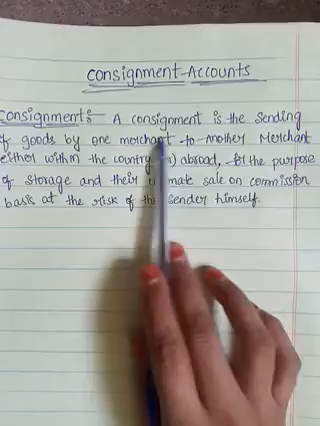 Consignment Accounts
Consignment:- A consignment is the sending
of goods by one merchant to Another Merchant
either within the country abroad, for the purpose
of storage and their sale on commission
basis at the risk of the Sender himself.